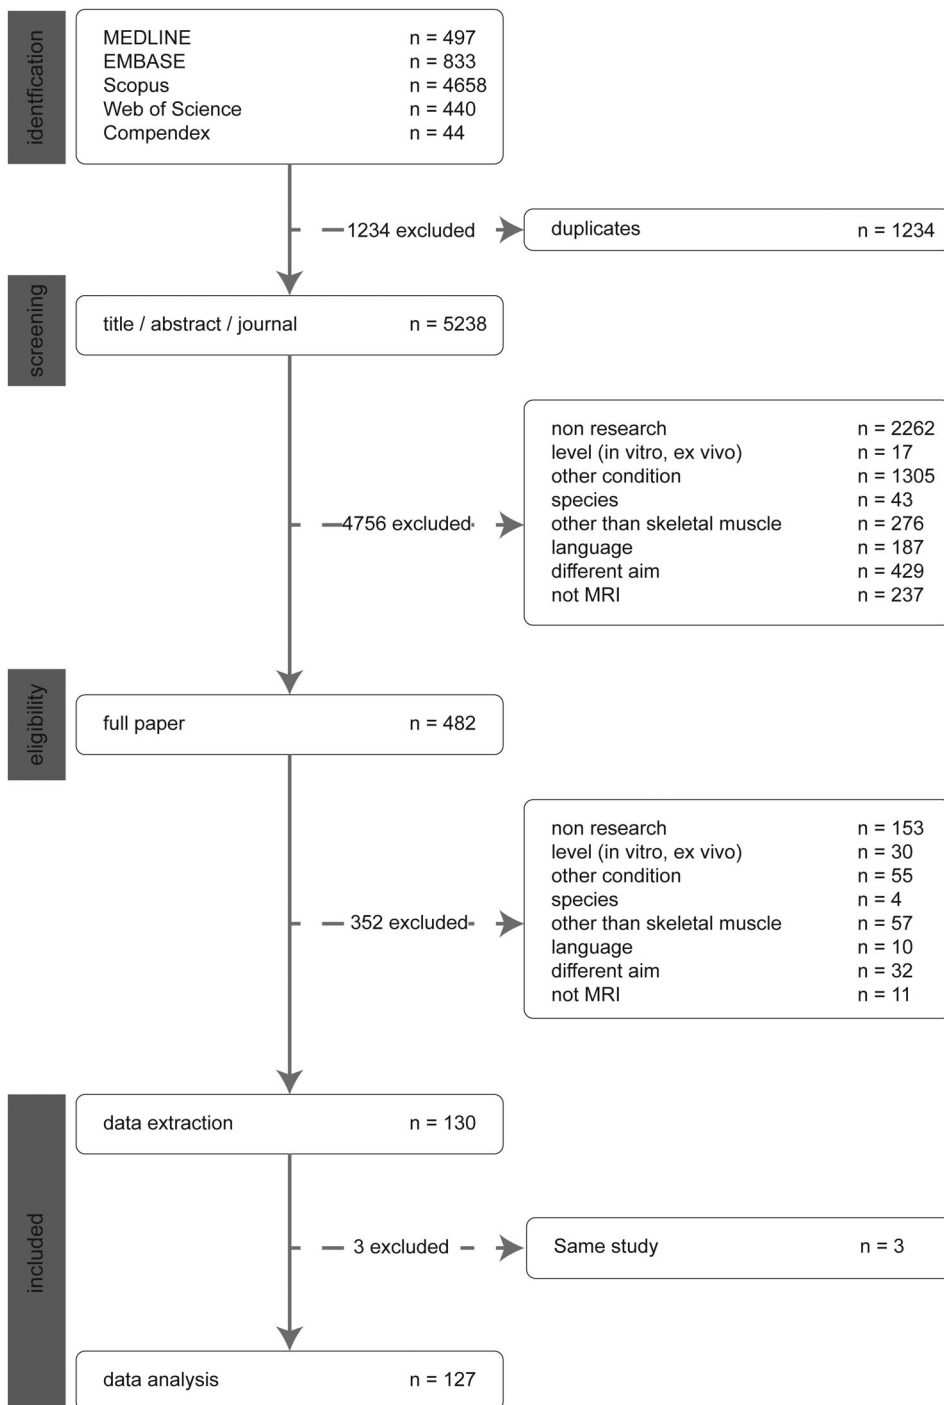 identfication
MEDLINE n = 497
EMBASE n = 833
Scopus n = 4658
Web of Science n = 440
Compendex n = 44
1234 excluded
duplicates n = 1234
screening
title / abstract / journal n = 5238
4756 excluded
non research n = 2262
level (in vitro, ex vivo) n = 17
other condition n = 1305
species n = 43
other than skeletal muscle n = 276
language n = 187
different aim n = 429
not MRI n = 237
eligibility
full paper n = 482
352 excluded
non research n = 153
level (in vitro, ex vivo) n = 30
other condition n = 55
species n = 4
other than skeletal muscle n = 57
language n = 10
different aim n = 32
not MRI n = 11
included
data extraction n = 130
3 excluded
Same study n = 3
data analysis n = 127